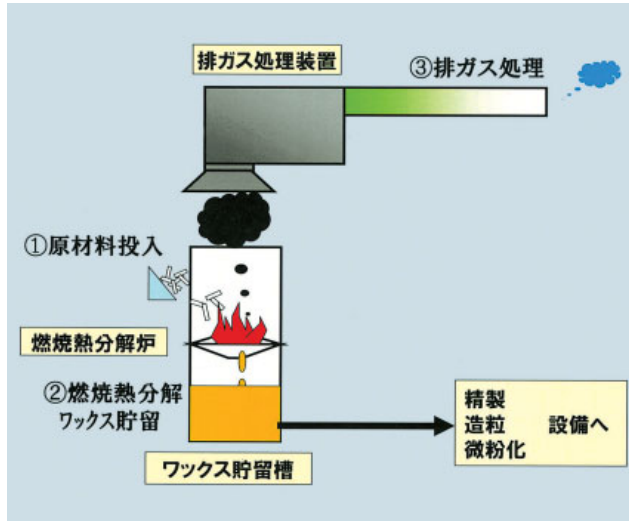 排ガス処理装置
③排ガス処理
①原材料投入
燃焼熱分解炉
②燃焼熱分解
ワックス貯留
精製
造粒 設備へ
微粉化
ワックス貯留槽